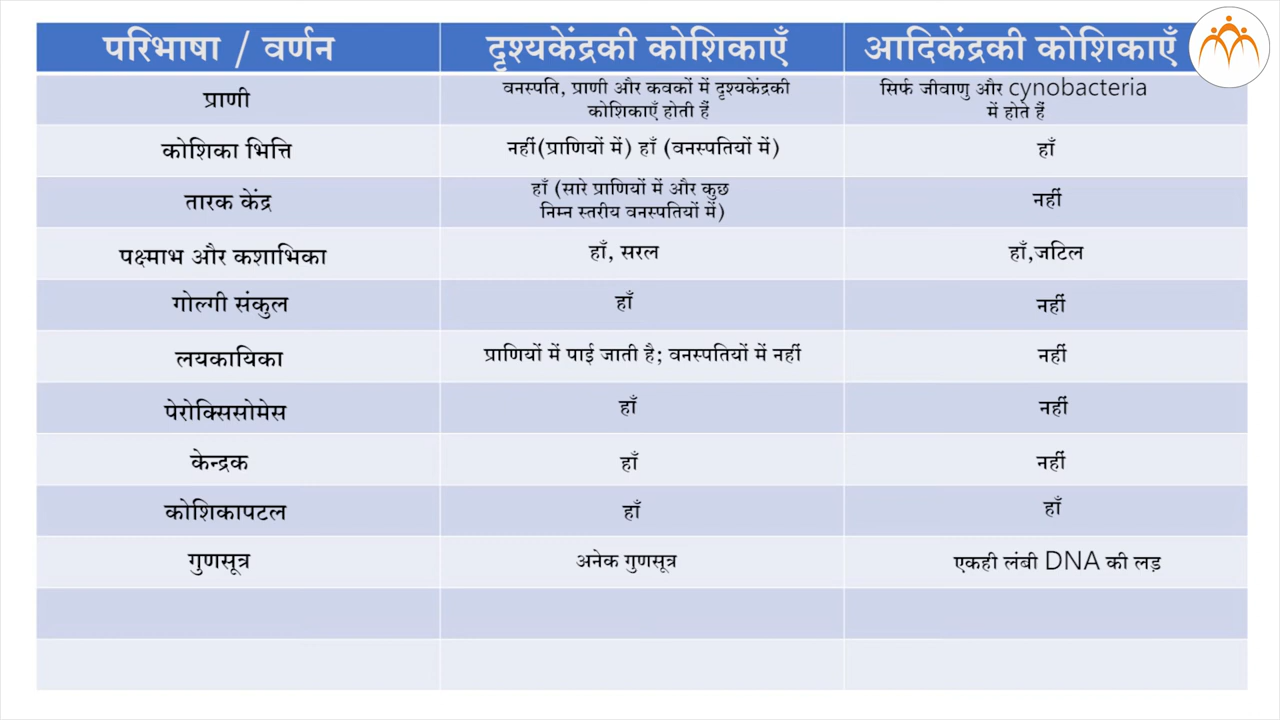 परिभाषा / वर्णन दृश्यकेंद्रकी कोशिकाएँ आदिकेंद्रकी कोशिकाएँ
प्राणी वनस्पति, प्राणी और कवकों में दृश्यकेंद्रकी सिर्फ जीवाणु और cynobacteria
कोशिकाएँ होती हैं में होते हैं
कोशिका भित्ति नहीं(प्राणियों में) हाँ (वनस्पतियों में) हाँ
तारक केंद्र हाँ (सारे प्राणियों में और कुछ नहीं
निम्न स्तरीय वनस्पतियों में)
पक्ष्माभ और कशाभिका हाँ, सरल हाँ,जटिल
गोल्गी संकुल हाँ नहीं
लयकायिका प्राणियों में पाई जाती है; वनस्पतियों में नहीं नहीं
पेरोक्सिसोमेस हाँ नहीं
केन्द्रक हाँ नहीं
कोशिकापटल हाँ हाँ
गुणसूत्र अनेक गुणसूत्र एकही लंबी DNA की लड़